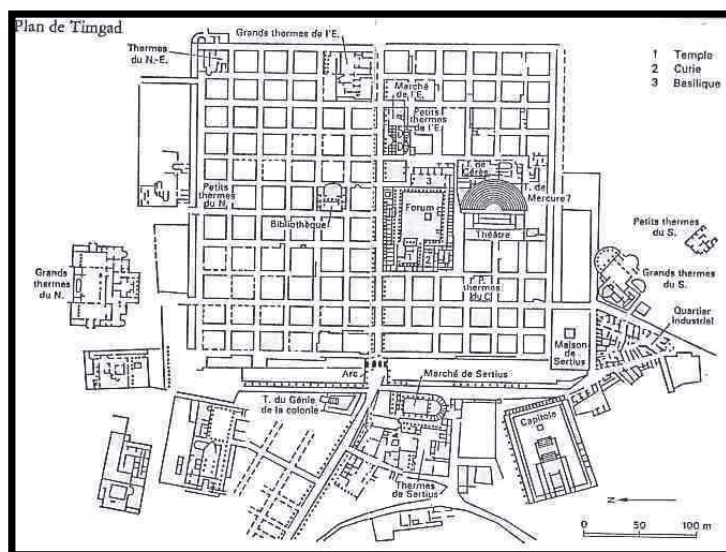 Plan de Timgad
Grands thermes de l'E.
Thermes
du N.-E.
1 Temple
2 Curie
3 Basilique
Marché
de l'E.
Petits
thermes
de l'E.
T. de
Cérès
3
T. de
Mercure?
Petits
thermes
du N.
Forum
Bibliothèque
Théâtre
1
2
Petits thermes
du S.
Grands
thermes
du N.
Grands thermes
du S.
P.
thermes
du C.
Quartier
industriel
Maison
de
Sertius
Arc
Marché de Sertius
T. du Génie
de la colonie
Capitole
Thermes
de Sertius
N
0 50 100 m